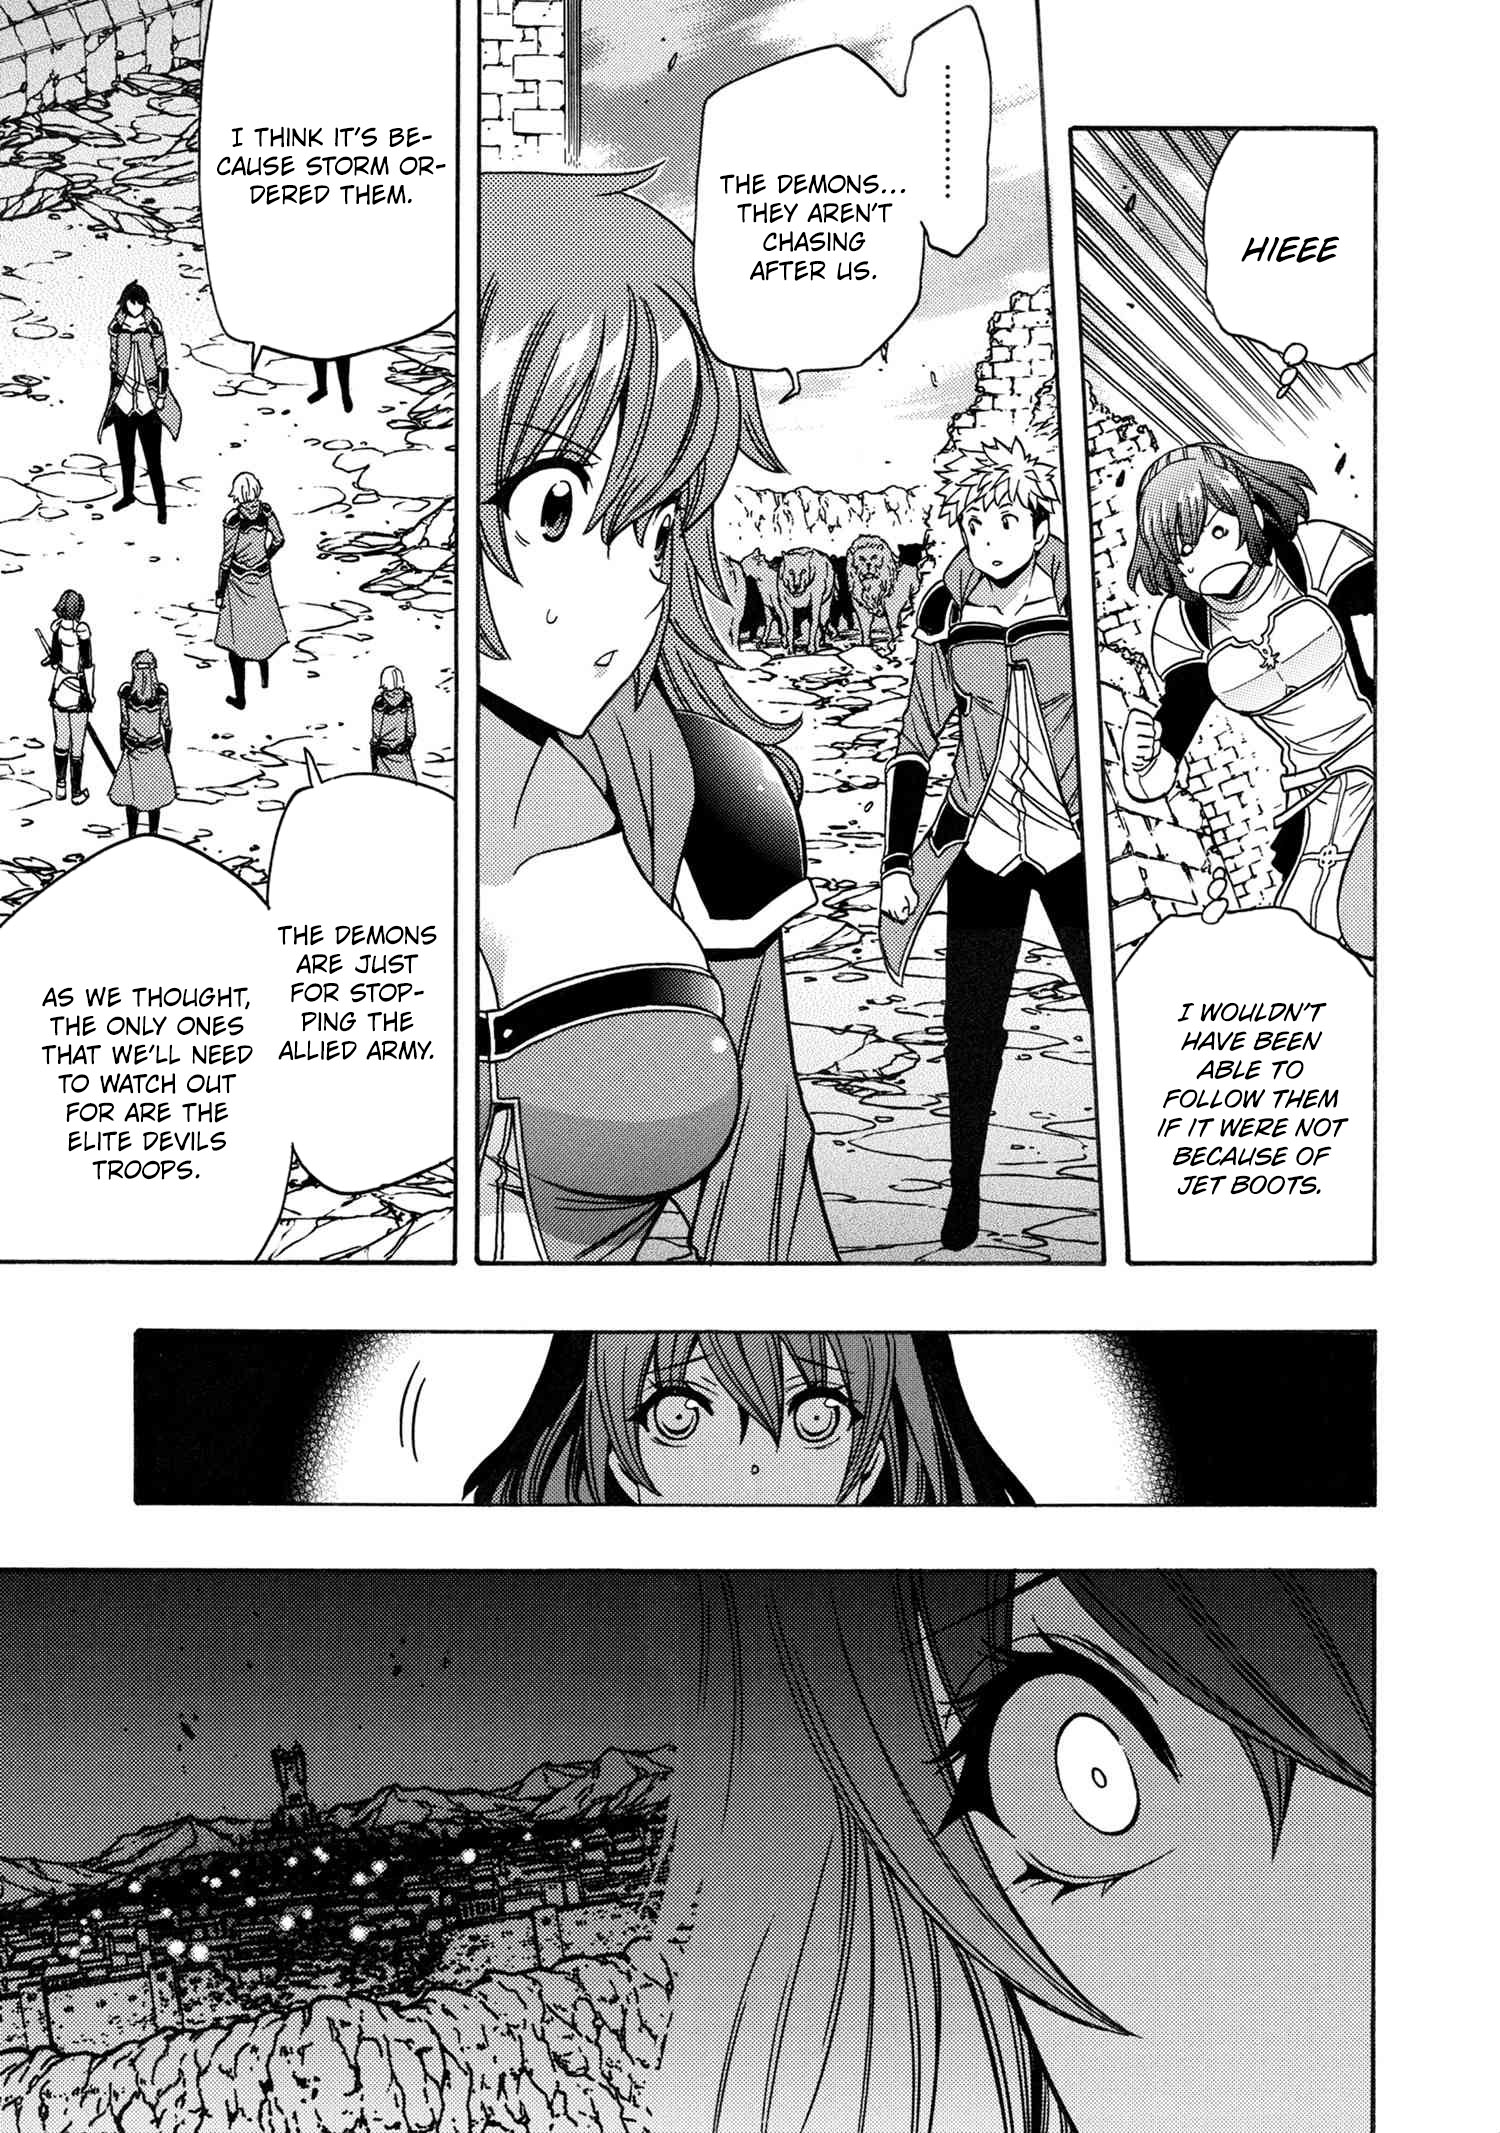 HIEEE
I WOULDN'T
HAVE BEEN
ABLE TO
FOLLOW THEM
IF IT WERE NOT
BECAUSE OF
JET BOOTS.
..........
THE DEMONS...
THEY AREN'T
CHASING
AFTER US.
I THINK IT'S BE-
CAUSE STORM OR-
DERED THEM.
THE DEMONS
ARE JUST
FOR STOP-
PING THE
ALLIED ARMY.
AS WE THOUGHT,
THE ONLY ONES
THAT WE'LL NEED
TO WATCH OUT
FOR ARE THE
ELITE DEVILS
TROOPS.